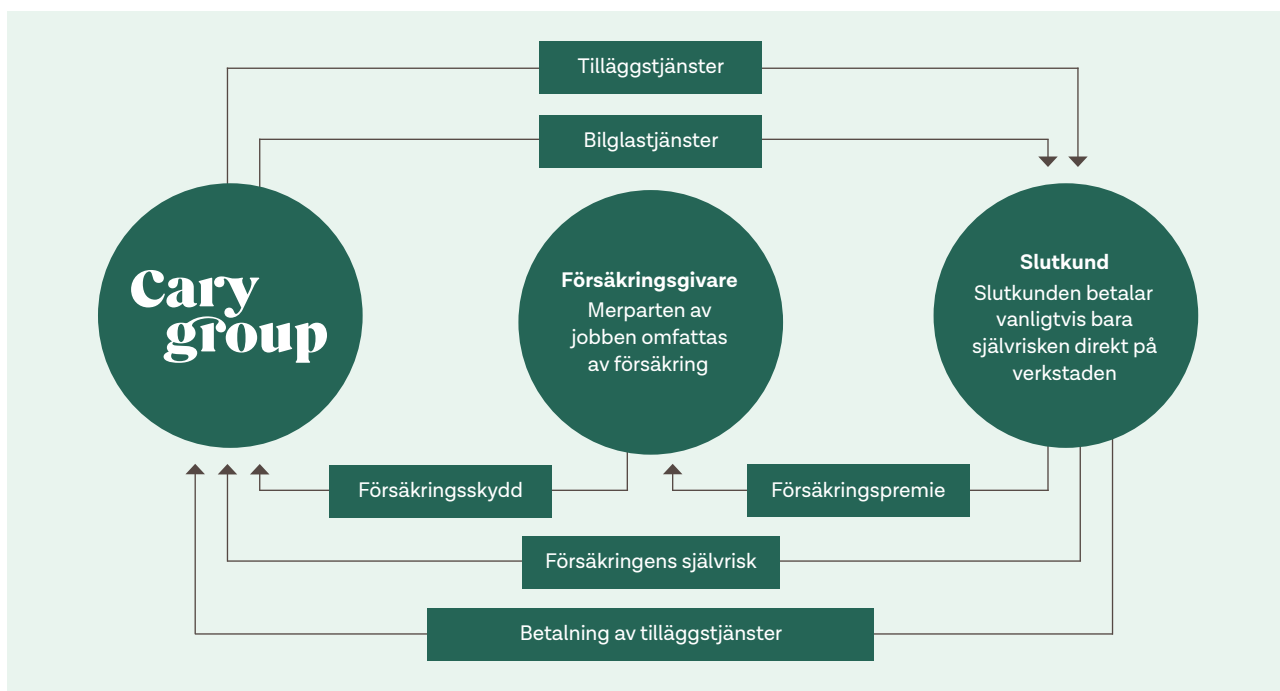 Tilläggstjänster
Bilglastjänster
Cary
group
Försäkringsgivare
Merparten av
jobben omfattas
av försäkring
Slutkund
Slutkunden betalar
vanligtvis bara
självrisken direkt på
verkstaden
Försäkringsskydd
Försäkringspremie
Försäkringens självrisk
Betalning av tilläggstjänster